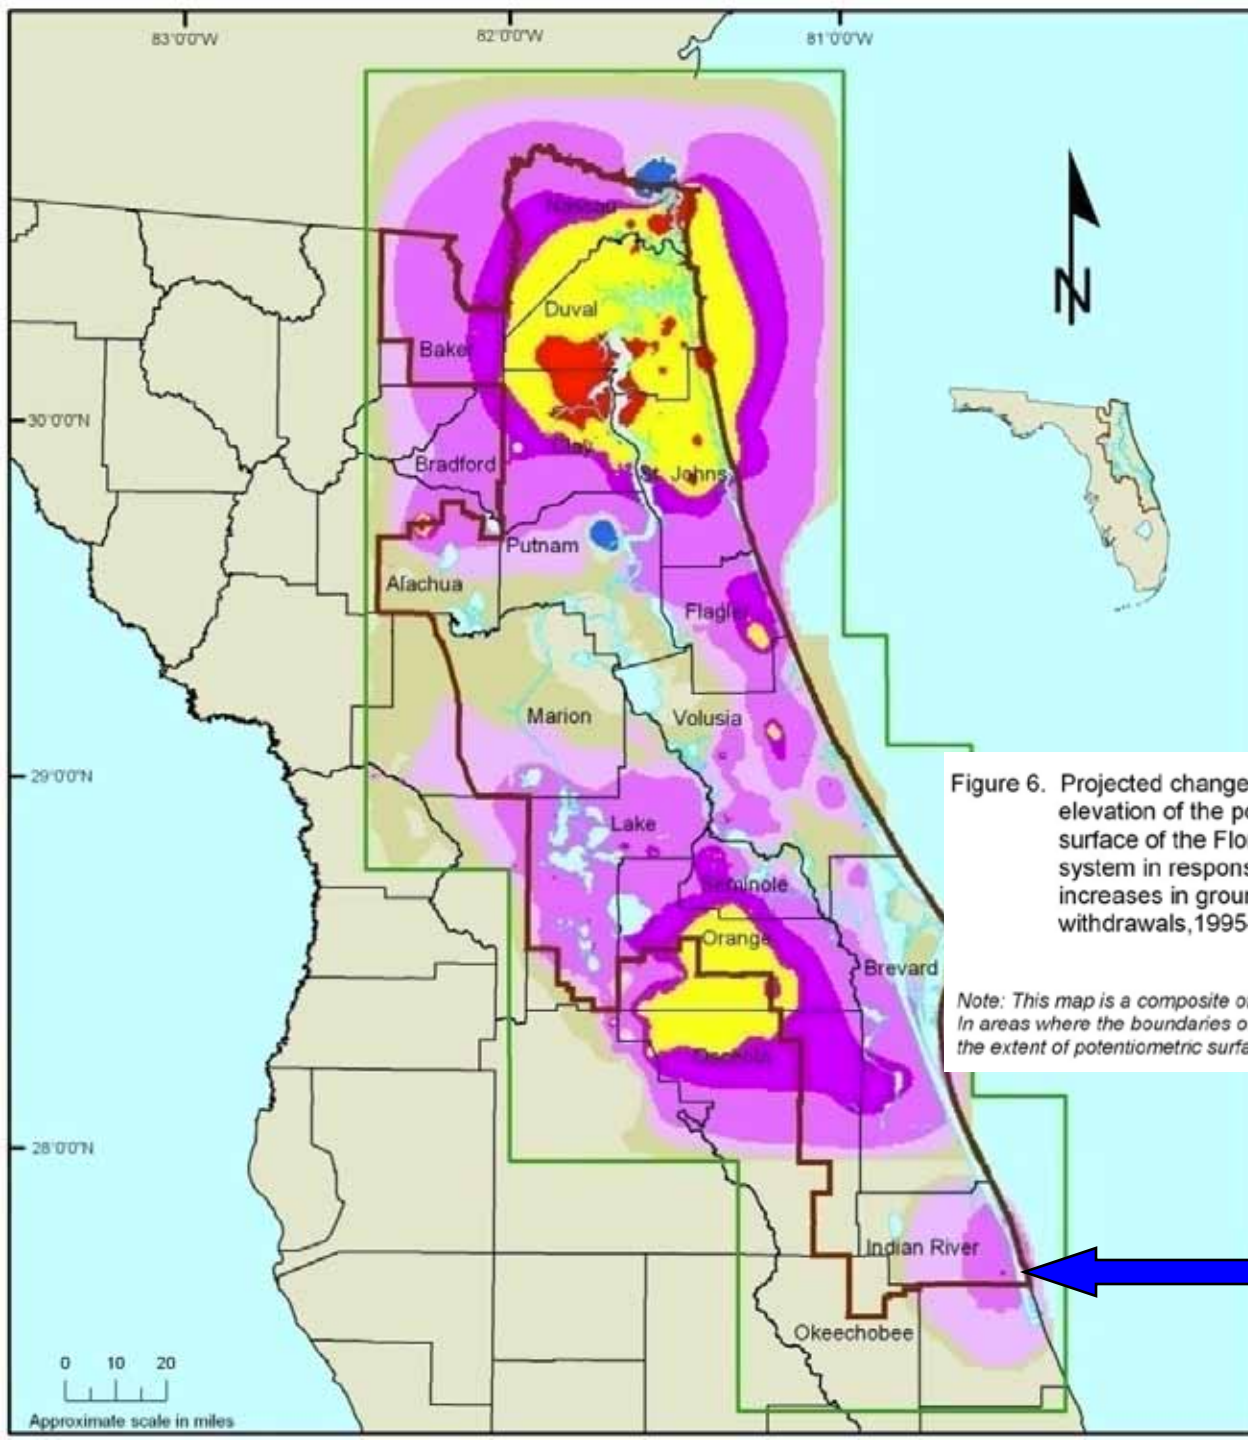 83°0'0"W
82°0'0"W
81°0'0"W
N
Nassau
Duval
Baker
30°0'0"N
Clay
Bradford
St. Johns
Putnam
Alachua
Flagler
Marion
Volusia
29°0'0"N
Lake
Seminole
Orange
Brevard
Osceola
28°0'0"N
Indian River
Okeechobee
0 10 20
Approximate scale in miles
Figure 6. Projected change
elevation of the po
surface of the Flor
system in respons
increases in groun
withdrawals,1995-
Note: This map is a composite of
In areas where the boundaries o
the extent of potentiometric surfa